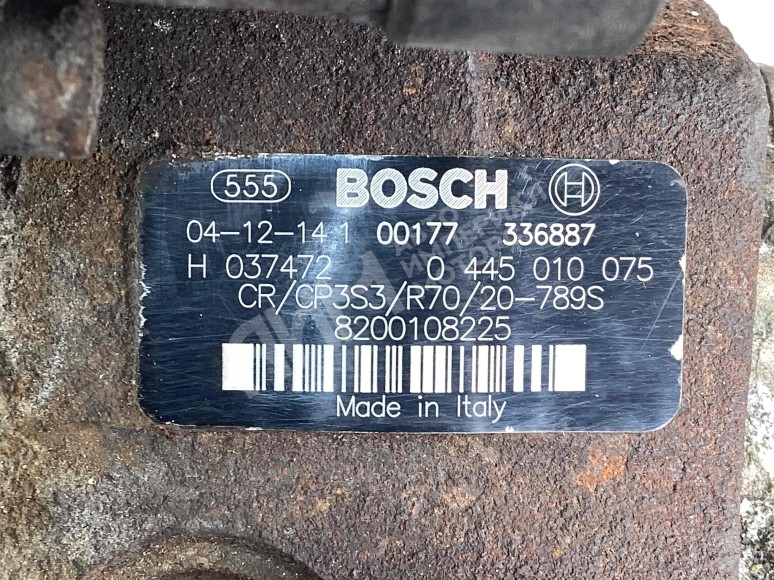 555 BOSCH H
04-12-14 1 00177 336887
H 037472 0 445 010 075
CR/CP3S3/R70/20-789S
8200108225
Made in Italy